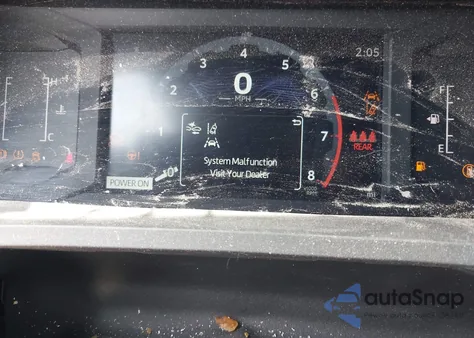 4
3 5
2:05
0
F H F
2 6
MPH
1 7
System Malfunction
REAR
E C E
Visit Your Dealer
POWER ON 0 8
autoSnap